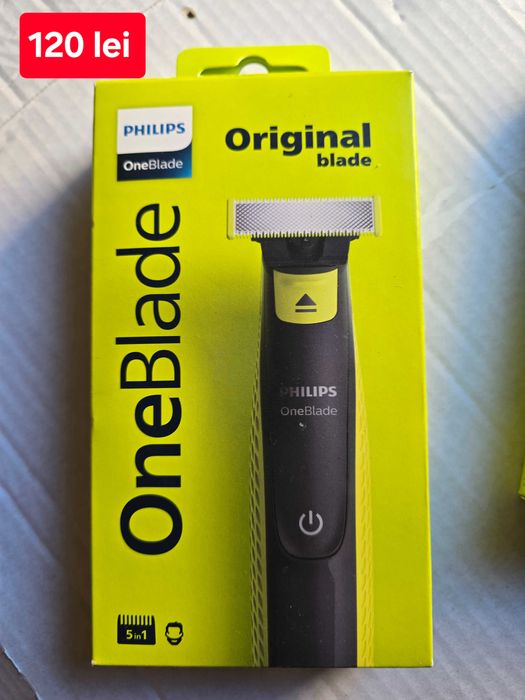 120 lei
PHILIPS
OneBlade
Original
blade
OneBlade
PHILIPS
OneBlade
5 in 1